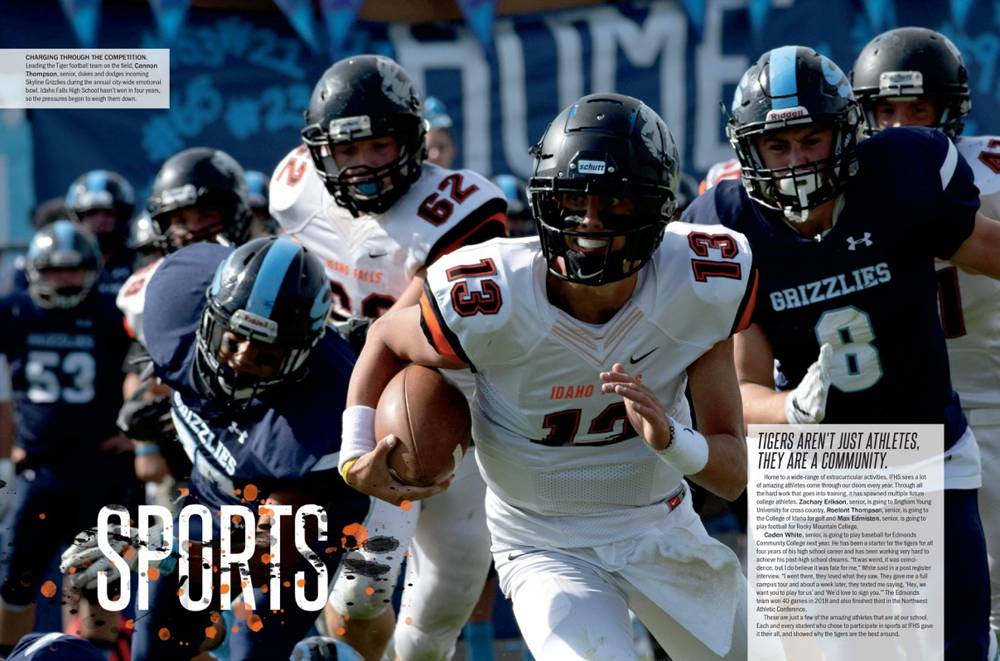 CHARGING THROUGH THE COMPETITION.
Leading the Tiger football team on the field, Cannon
Thompson, senior, dukes and dodges incoming
Skyline Grizzlies during the annual city-wide emotional
bowl. Idaho Falls High School hasn't won in four years,
so the pressures began to weigh them down.
HOME
62
62
IDAHO FALLS
schutt
Riddell
schutt
13
13
IDAHO
13
GRIZZLIES
8
53
Riddell
GRIZZLIES
SPORTS
TIGERS AREN'T JUST ATHLETES,
THEY ARE A COMMUNITY.
Home to a wide-range of extracurricular activities, IFHS sees a lot
of amazing athletes come through our doors every year. Through all
the hard work that goes into training, it has spawned multiple future
college athletes. Zachary Erikson, senior, is going to Brigham Young
University for cross county, Roelont Thompson, senior, is going to
the College of Idaho for golf and Max Edmisten, senior, is going to
play football for Rocky Mountain College.
Caden White, senior, is going to play baseball for Edmonds
Community College next year. He has been a starter for the tigers for all
four years of his high school career and has been working very hard to
achieve his post-high school dreams. "It was weird, it was coinci-
dence, but I do believe it was fate for me," White said in a post register
interview. "I went there, they loved what they saw. They gave me a full
campus tour and about a week later, they texted me saying, 'Hey, we
want you to play for us' and 'We'd love to sign you.'" The Edmonds
team won 40 games in 2018 and also finished third in the Northwest
Athletic Conference.
These are just a few of the amazing athletes that are at our school.
Each and every student who chose to participate in sports at IFHS gave
it their all, and showed why the tigers are the best around.